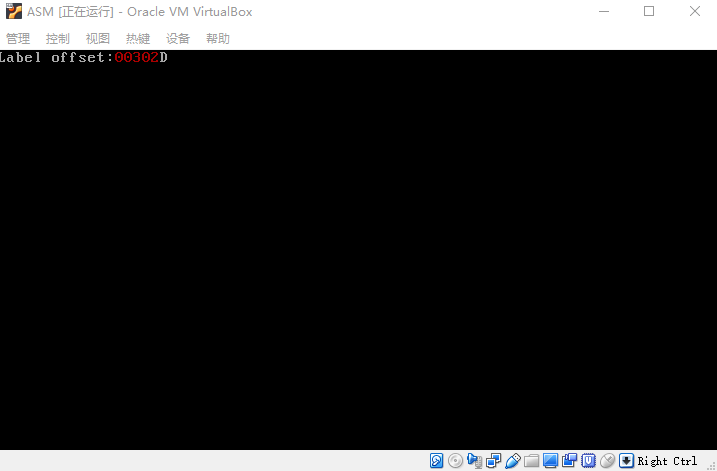 ASM [正在运行] - Oracle VM VirtualBox
管理 控制 视图 热键 设备 帮助
Label offset:00302D
Right Ctrl